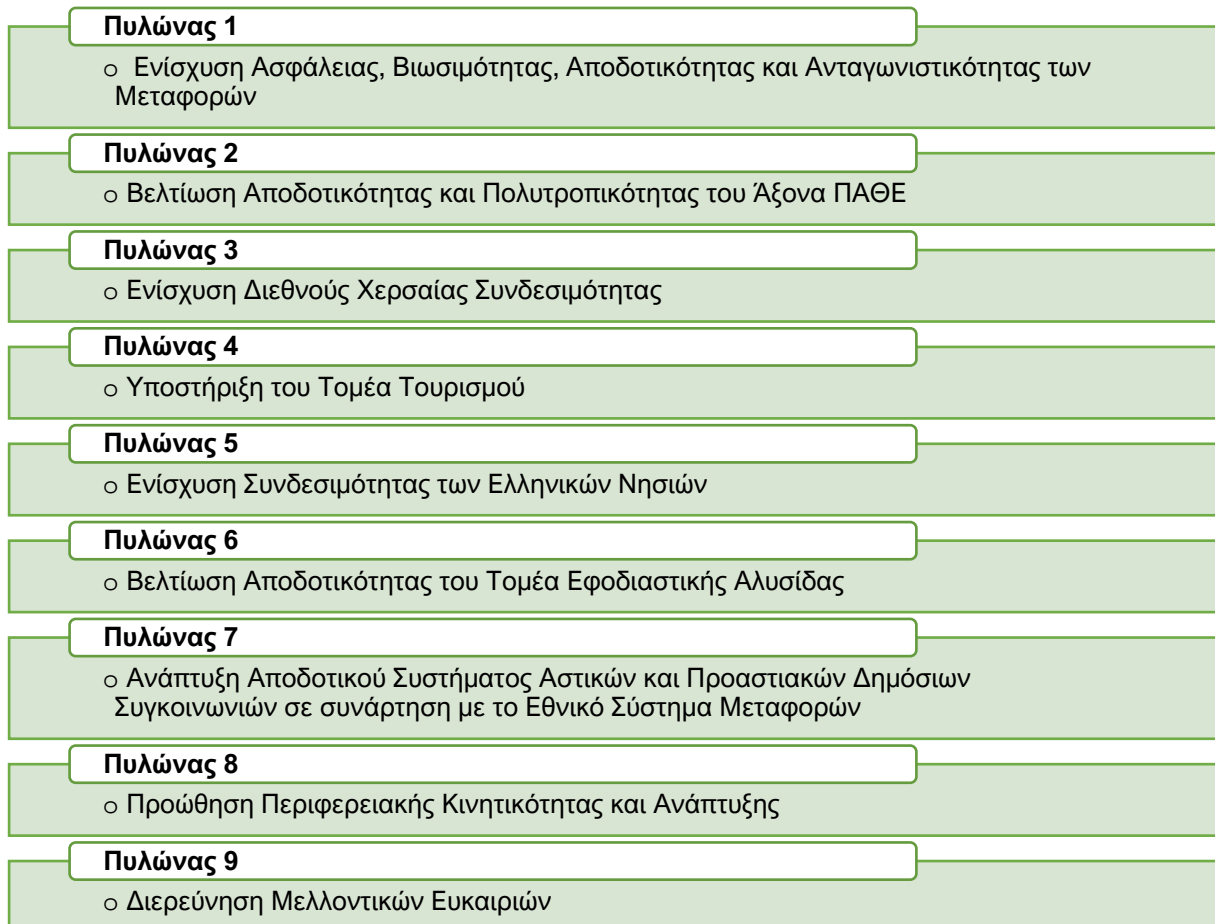 Πυλώνας 1
o Ενίσχυση Ασφάλειας, Βιωσιμότητας, Αποδοτικότητας και Ανταγωνιστικότητας των
Μεταφορών
Πυλώνας 2
o Βελτίωση Αποδοτικότητας και Πολυτροπικότητας του Άξονα ΠΑΘΕ
Πυλώνας 3
o Ενίσχυση Διεθνούς Χερσαίας Συνδεσιμότητας
Πυλώνας 4
o Υποστήριξη του Τομέα Τουρισμού
Πυλώνας 5
o Ενίσχυση Συνδεσιμότητας των Ελληνικών Νησιών
Πυλώνας 6
o Βελτίωση Αποδοτικότητας του Τομέα Εφοδιαστικής Αλυσίδας
Πυλώνας 7
o Ανάπτυξη Αποδοτικού Συστήματος Αστικών και Προαστιακών Δημόσιων
Συγκοινωνιών σε συνάρτηση με το Εθνικό Σύστημα Μεταφορών
Πυλώνας 8
o Προώθηση Περιφερειακής Κινητικότητας και Ανάπτυξης
Πυλώνας 9
o Διερεύνηση Μελλοντικών Ευκαιριών